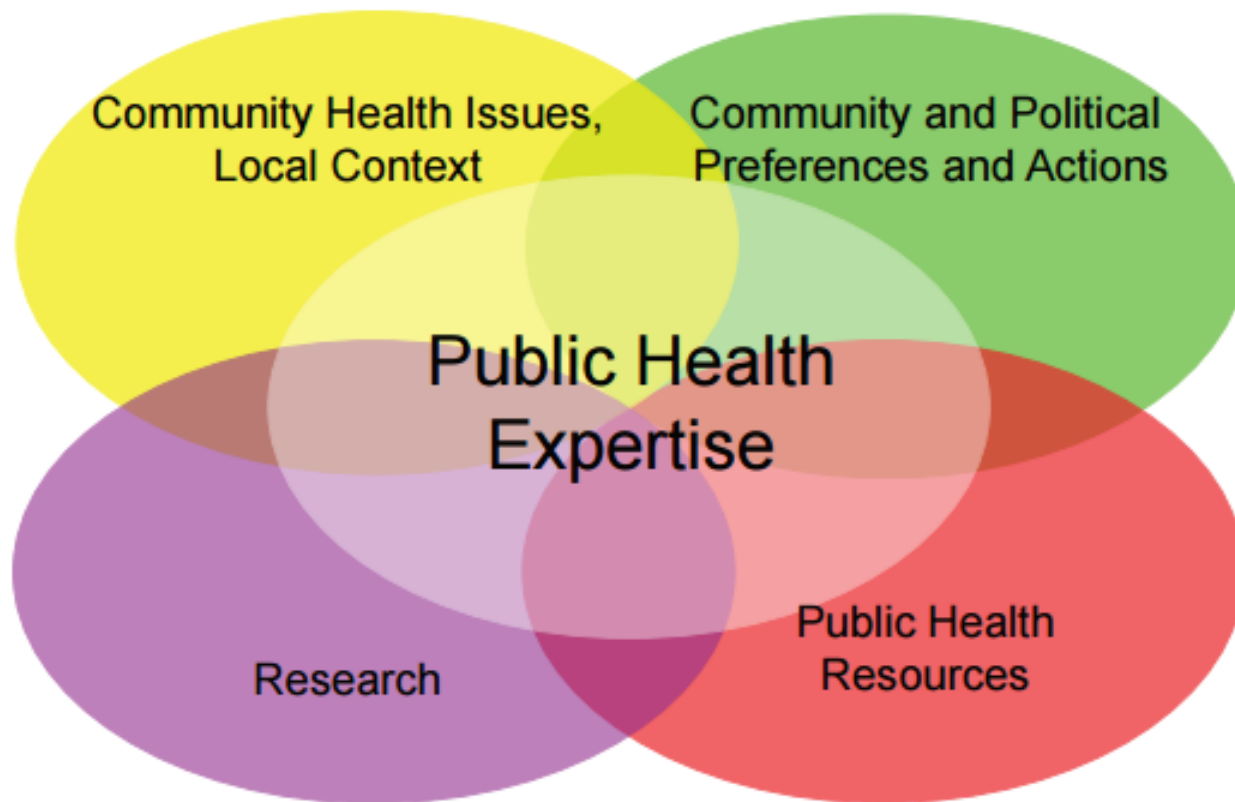 Community Health Issues,
Local Context
Community and Political
Preferences and Actions
Public Health
Expertise
Research
Public Health
Resources